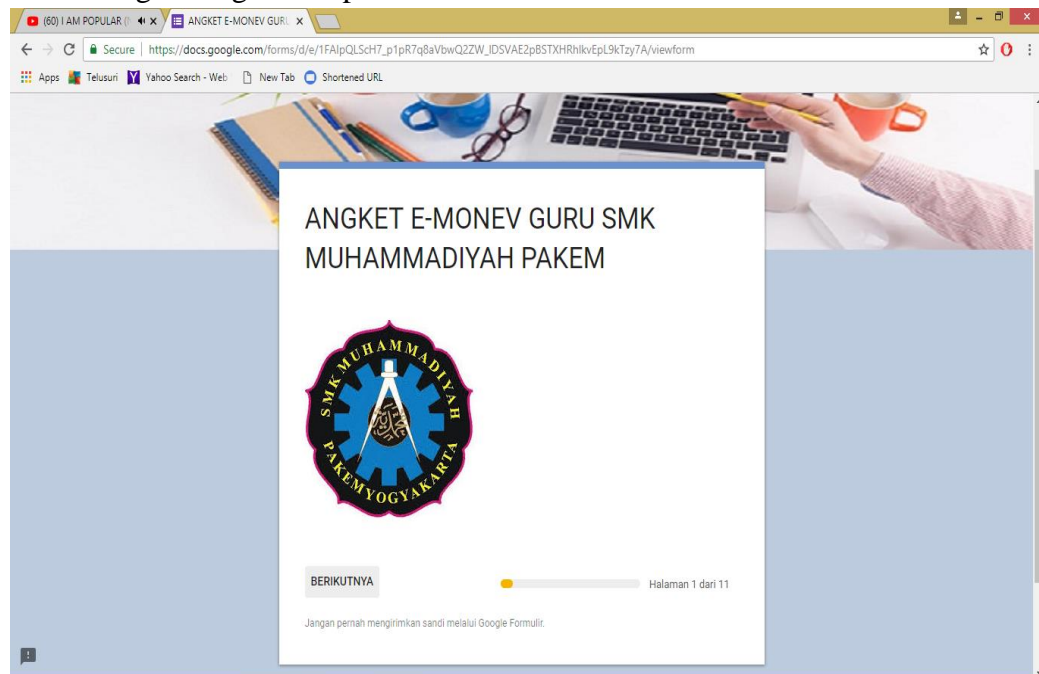 (60) I AM POPULAR (
ANGKET E-MONEV GURU
Secure | https://docs.google.com/forms/d/e/1FAIpQLScH7_p1pR7q8aVbwQ2ZW_IDSVAE2pBSTXHRhIkvEpL9kTzy7A/viewform
Apps Telusuri Yahoo Search - Web New Tab Shortened URL
ANGKET E-MONEV GURU SMK
MUHAMMADIYAH PAKEM
SMK MUHAMMADIYAH
PAKEM YOGYAKARTA
BERIKUTNYA
Halaman 1 dari 11
Jangan pernah mengirimkan sandi melalui Google Formulir.